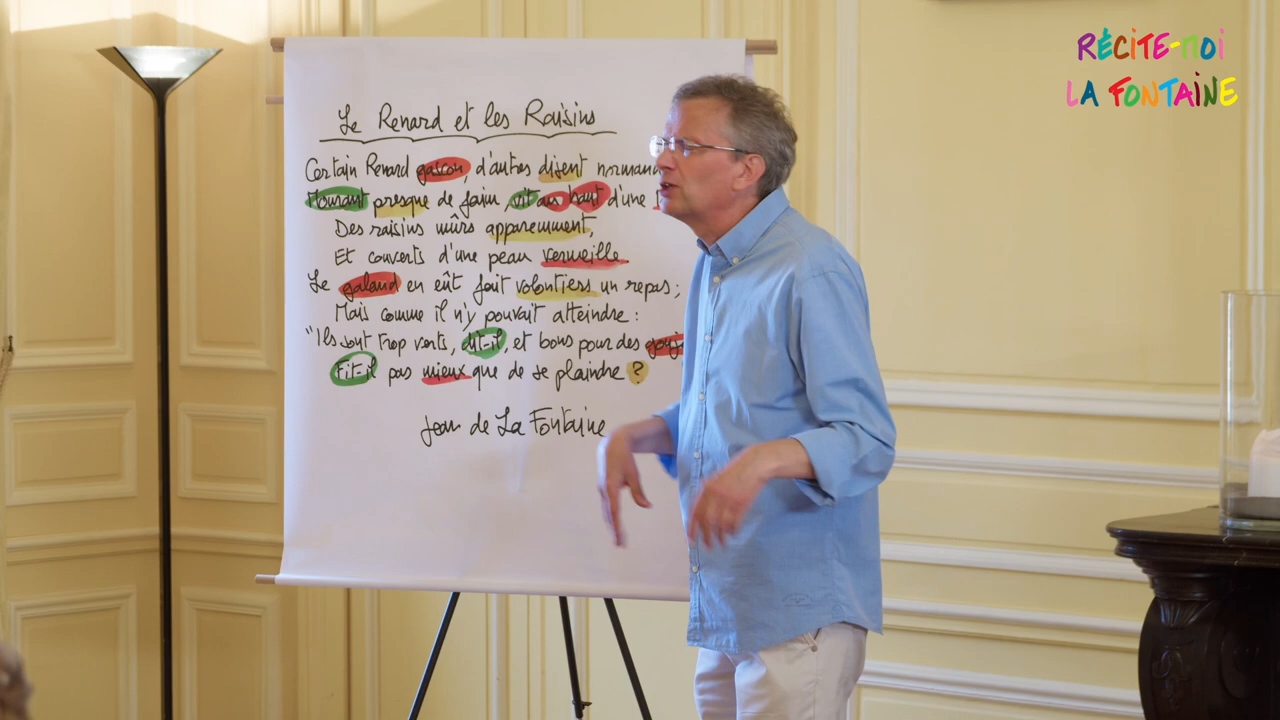 RÉCITE-MOI
LA FONTAINE
Le Renard et les Raisins
Certain Renard gascon, d'autres disent normand
Mourant presque de faim, vit au haut d'une
Des raisins mûrs apparemment,
Et couverts d'une peau vermeille.
Le galand en eût fait volontiers un repas;
Mais comme il n'y pouvait atteindre :
"Ils sont trop verts, dit-il, et bons pour des gouj
Fit-il pas mieux que de se plaindre ?
Jean de La Fontaine